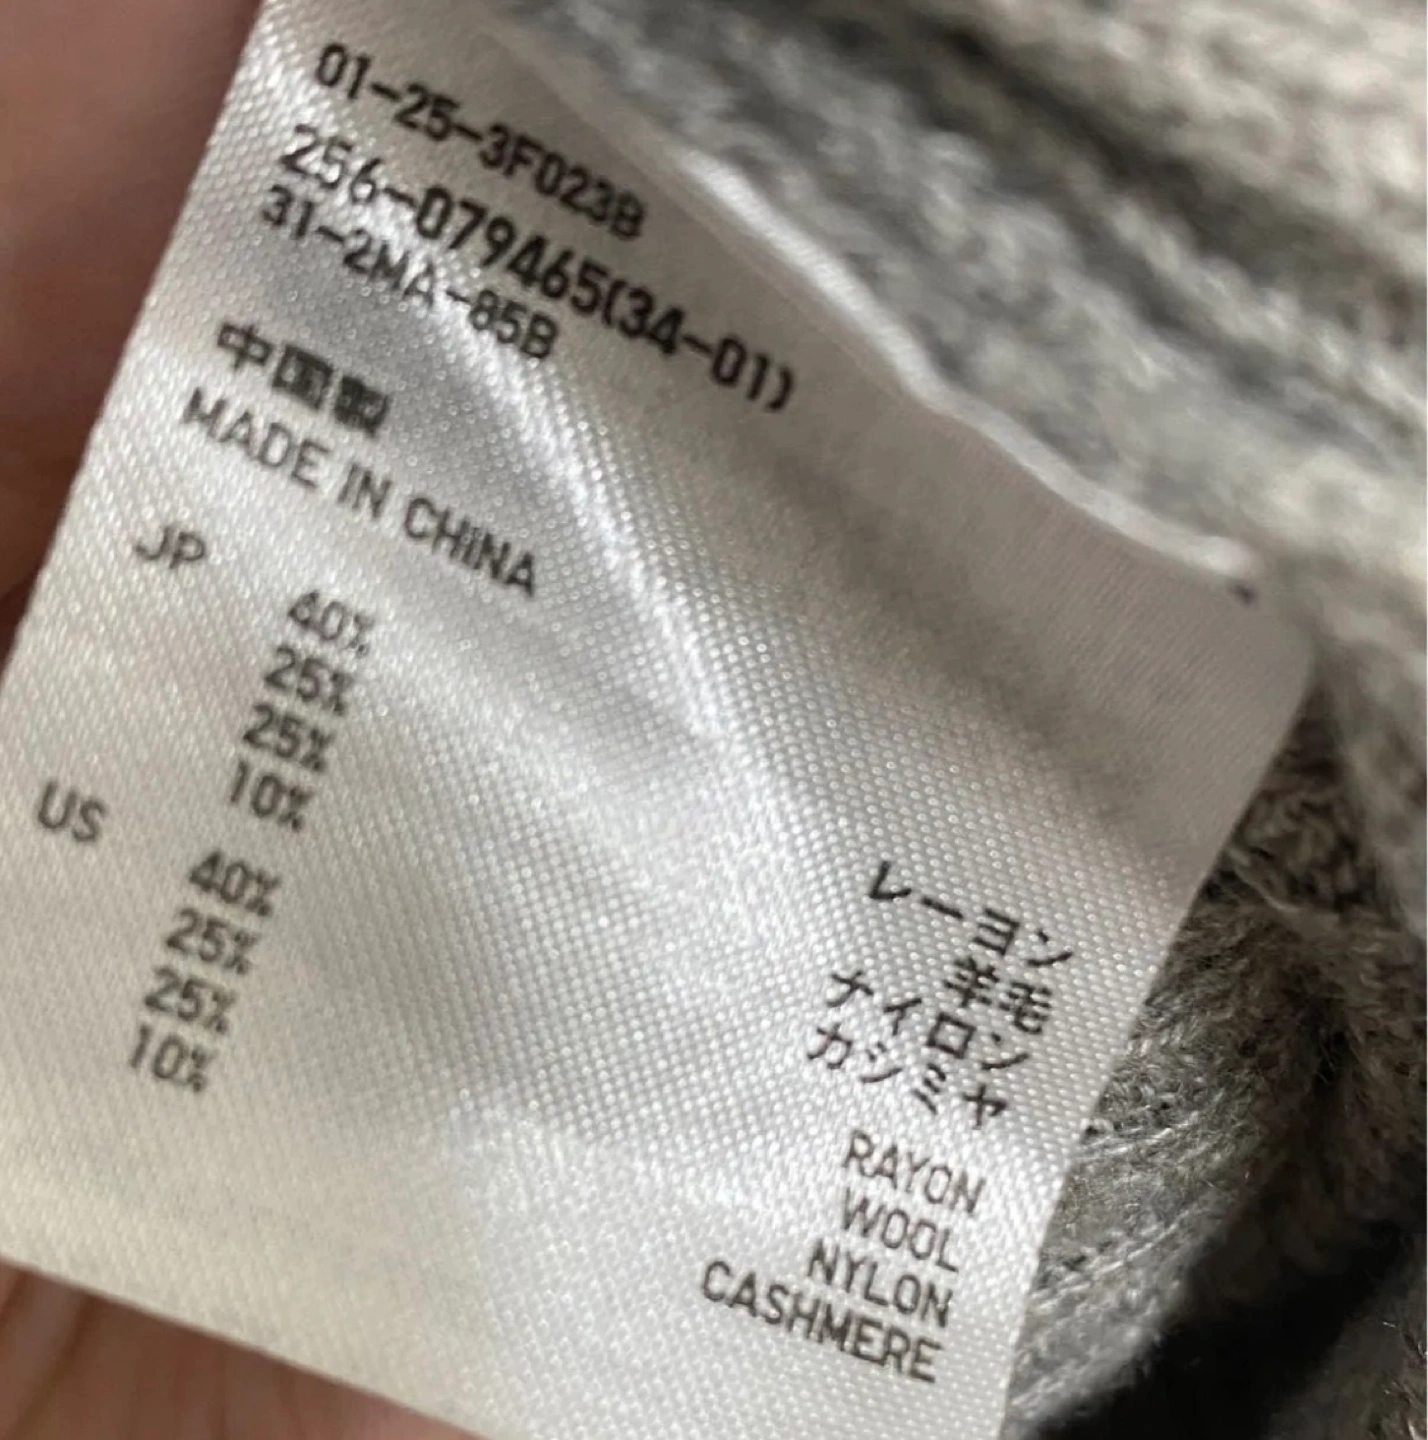 01-25-3F023B
256-079465(34-01)
31-2MA-85B
中国製
MADE IN CHINA
JP
40% レーヨン
25% 羊毛
25% ナイロン
10% カシミヤ
US
40% RAYON
25% WOOL
25% NYLON
10% CASHMERE